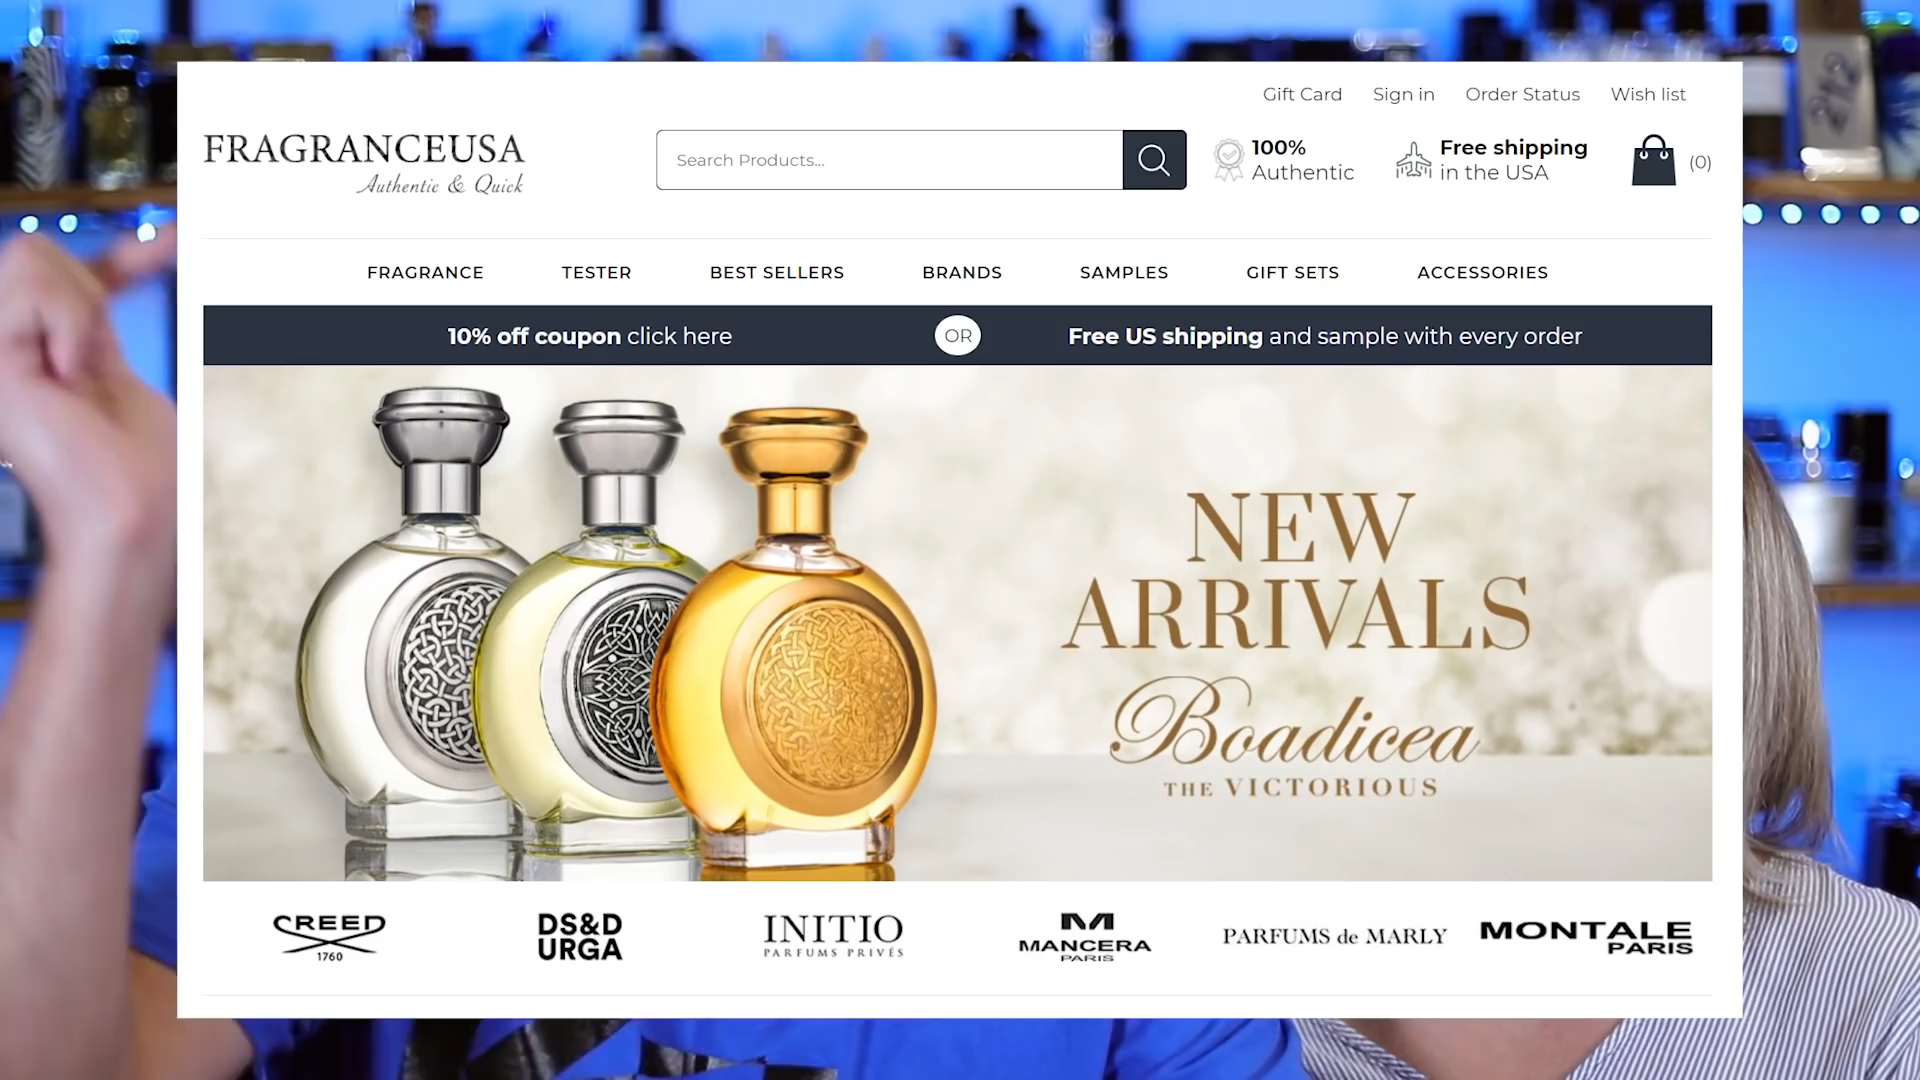 Gift Card Sign in Order Status Wish list
FRAGRANCEUSA
Authentic & Quick
Search Products...
100%
Authentic
Free shipping
in the USA
(0)
FRAGRANCE TESTER BEST SELLERS BRANDS SAMPLES GIFT SETS ACCESSORIES
10% off coupon click here OR Free US shipping and sample with every order
NEW
ARRIVALS
Boadicea
THE VICTORIOUS
CREED
1760
DS&D
URGA
INITIO
PARFUMS PRIVÉS
M
MANCERA
PARIS
PARFUMS de MARLY
MONTALE
PARIS